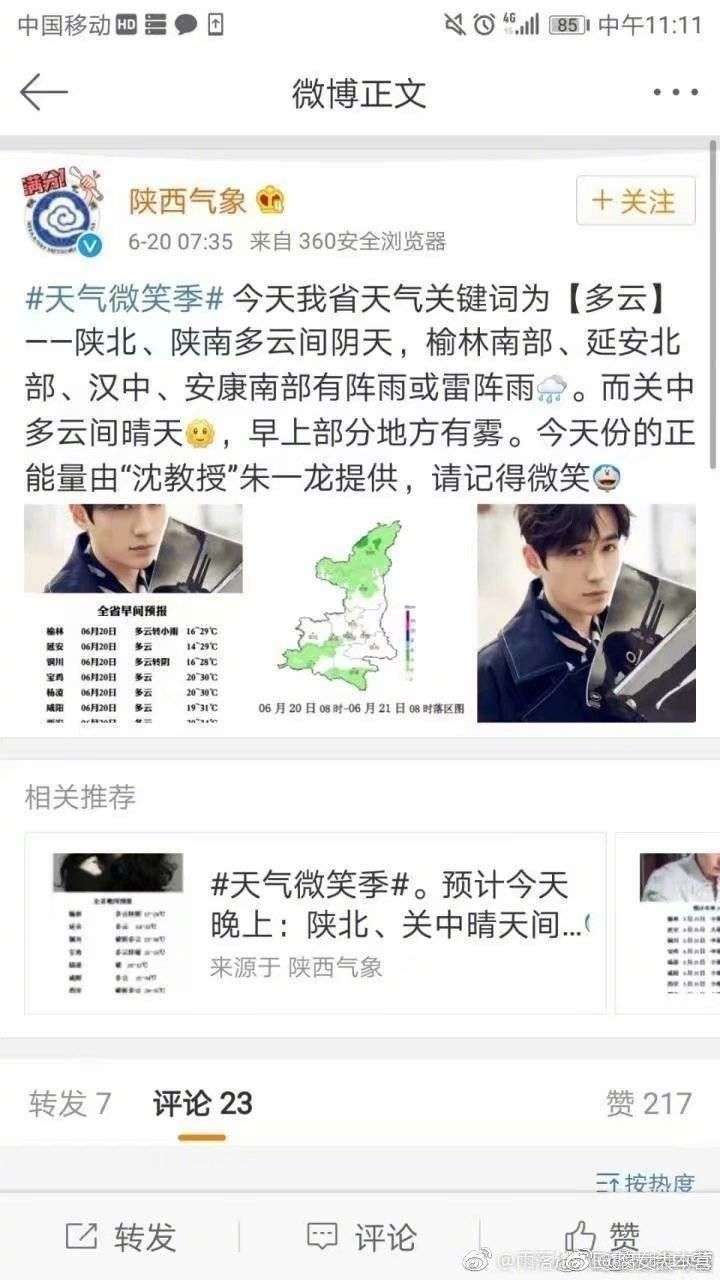 中国移动 HD 4G 85 中午11:11
微博正文
满分!
陕西气象
+关注
6-20 07:35 来自 360安全浏览器
#天气微笑季# 今天我省天气关键词为【多云】
——陕北、陕南多云间阴天，榆林南部、延安北
部、汉中、安康南部有阵雨或雷阵雨。而关中
多云间晴天，早上部分地方有雾。今天份的正
能量由“沈教授”朱一龙提供，请记得微笑
全省早间预报
榆林 06月20日 多云转小雨 16~29℃
延安 06月20日 多云 14~29℃
铜川 06月20日 多云转阴 16~28℃
宝鸡 06月20日 多云 20~30℃
杨凌 06月20日 多云 20~30℃
咸阳 06月20日 多云 19~31℃
06 月 20 日 08 时-06 月 21 日 08 时落区图
相关推荐
#天气微笑季#。预计今天
晚上：陕北、关中晴天间...
来源于 陕西气象
转发 7 评论 23 赞 217
按热度
转发 评论 赞